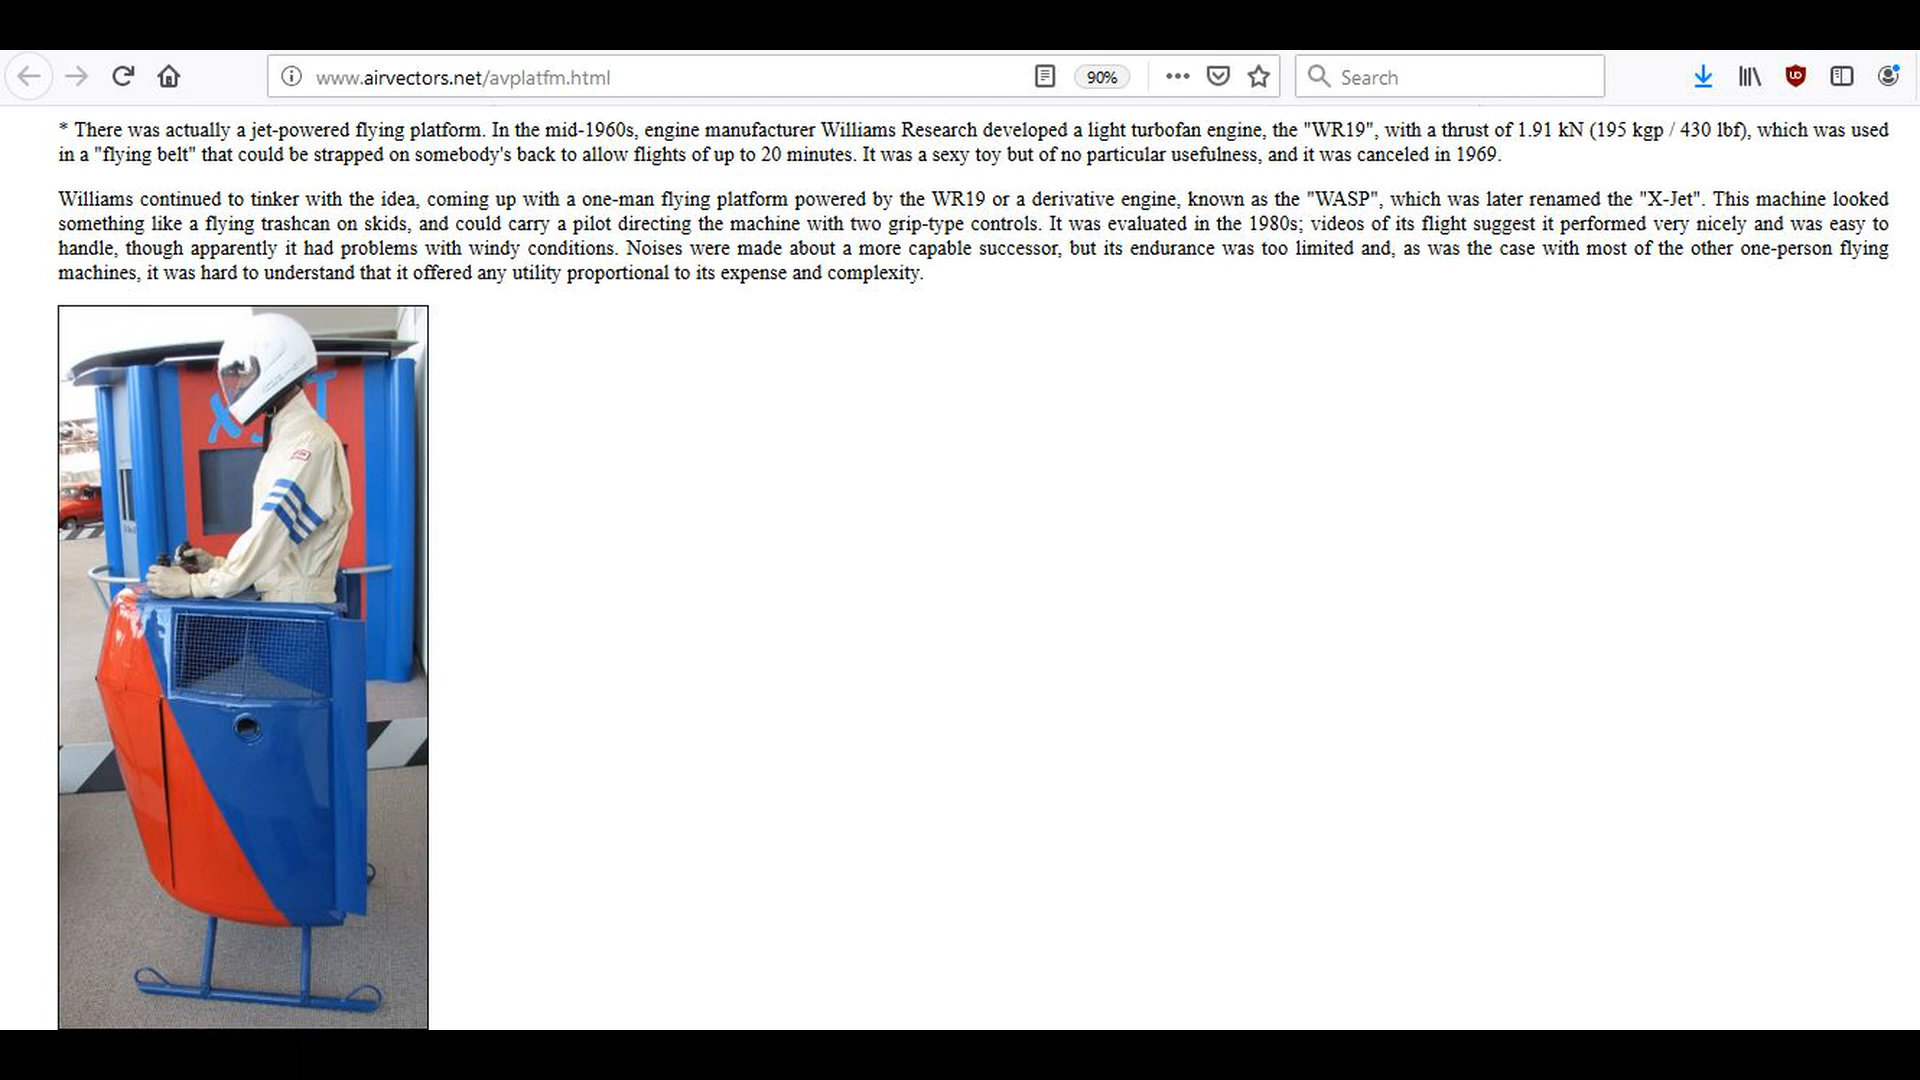 www.airvectors.net/avplatfm.html
90%
Search
* There was actually a jet-powered flying platform. In the mid-1960s, engine manufacturer Williams Research developed a light turbofan engine, the "WR19", with a thrust of 1.91 kN (195 kgp / 430 lbf), which was used
in a "flying belt" that could be strapped on somebody's back to allow flights of up to 20 minutes. It was a sexy toy but of no particular usefulness, and it was canceled in 1969.
Williams continued to tinker with the idea, coming up with a one-man flying platform powered by the WR19 or a derivative engine, known as the "WASP", which was later renamed the "X-Jet". This machine looked
something like a flying trashcan on skids, and could carry a pilot directing the machine with two grip-type controls. It was evaluated in the 1980s; videos of its flight suggest it performed very nicely and was easy to
handle, though apparently it had problems with windy conditions. Noises were made about a more capable successor, but its endurance was too limited and, as was the case with most of the other one-person flying
machines, it was hard to understand that it offered any utility proportional to its expense and complexity.